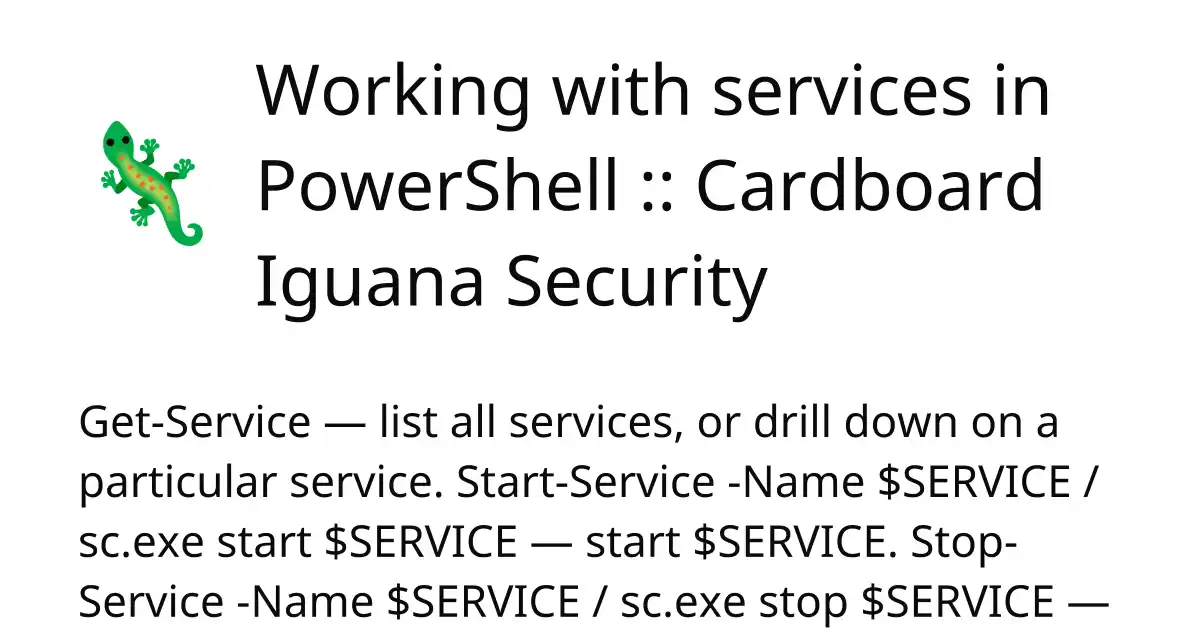 Working with services in
PowerShell :: Cardboard
Iguana Security
Get-Service — list all services, or drill down on a
particular service. Start-Service -Name $SERVICE /
sc.exe start $SERVICE — start $SERVICE. Stop-
Service -Name $SERVICE / sc.exe stop $SERVICE —